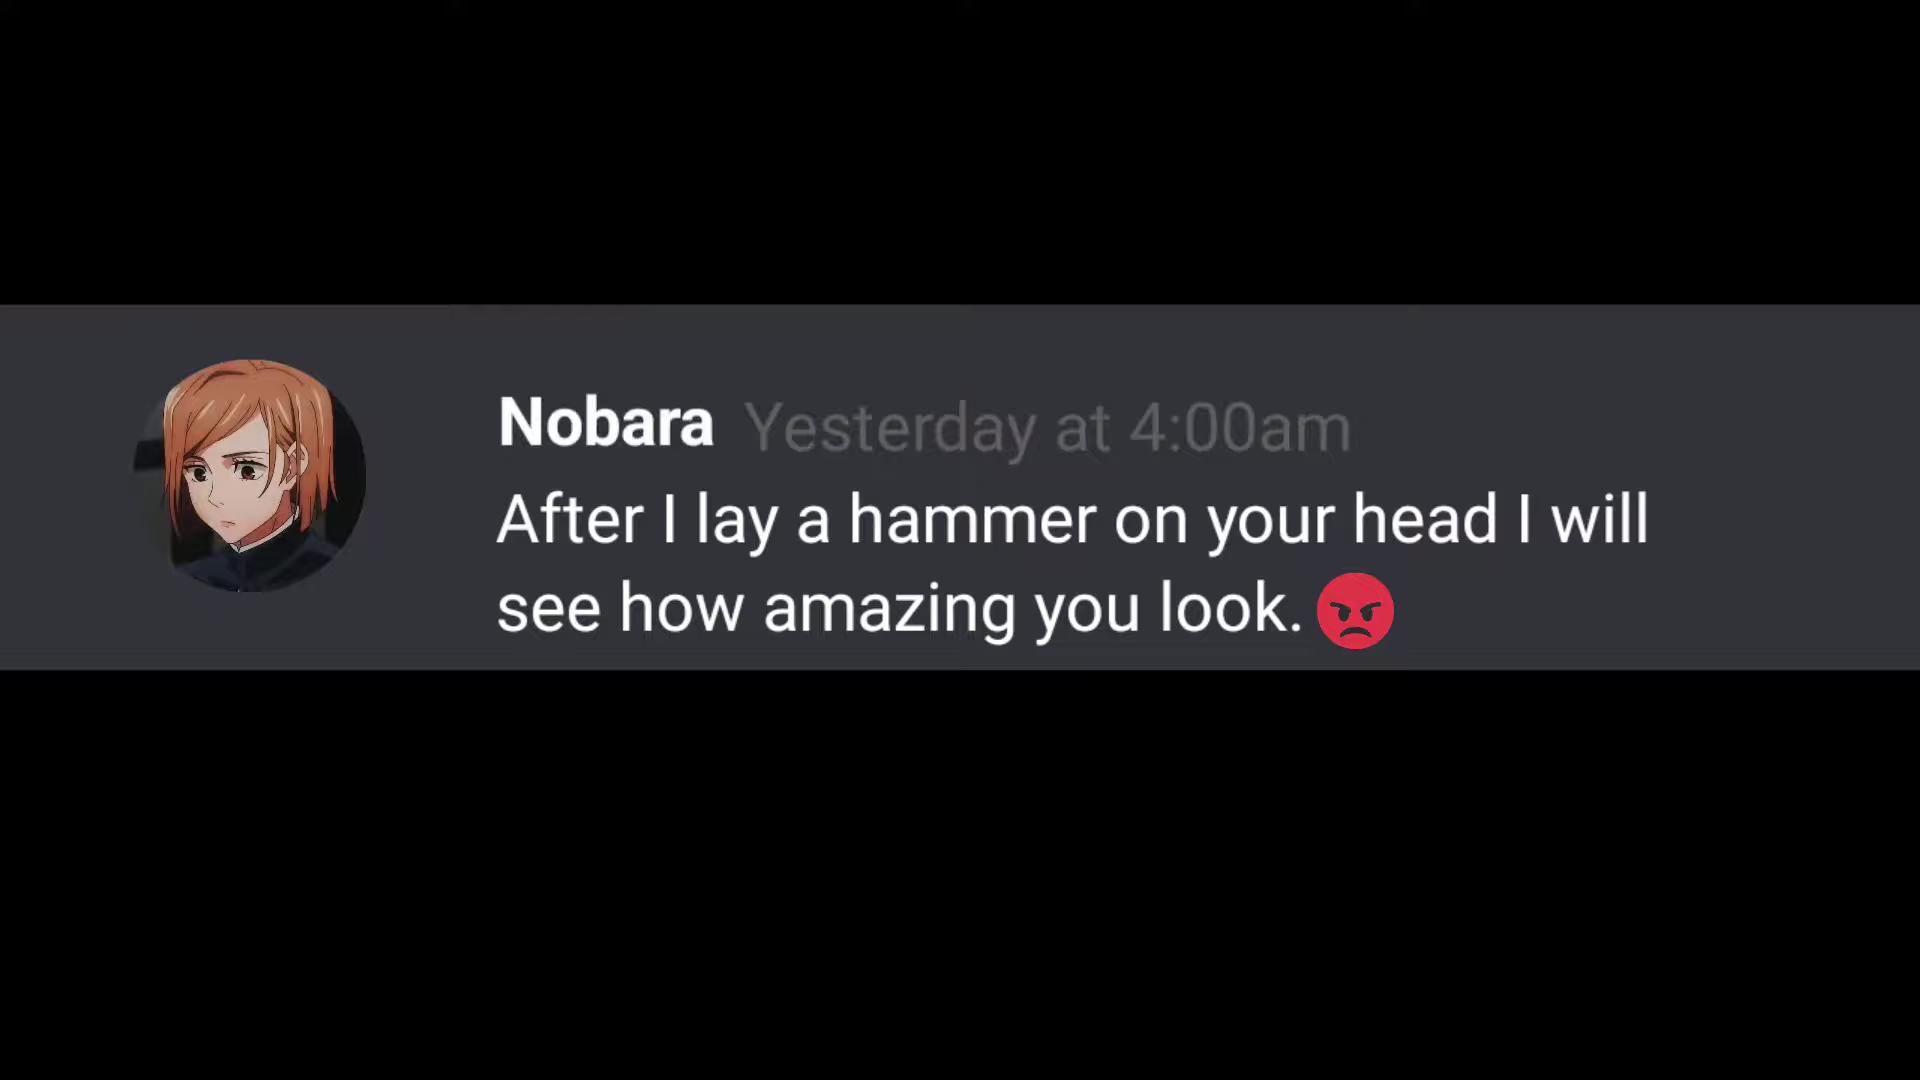 Nobara Yesterday at 4:00am
After I lay a hammer on your head I will
see how amazing you look. 😡